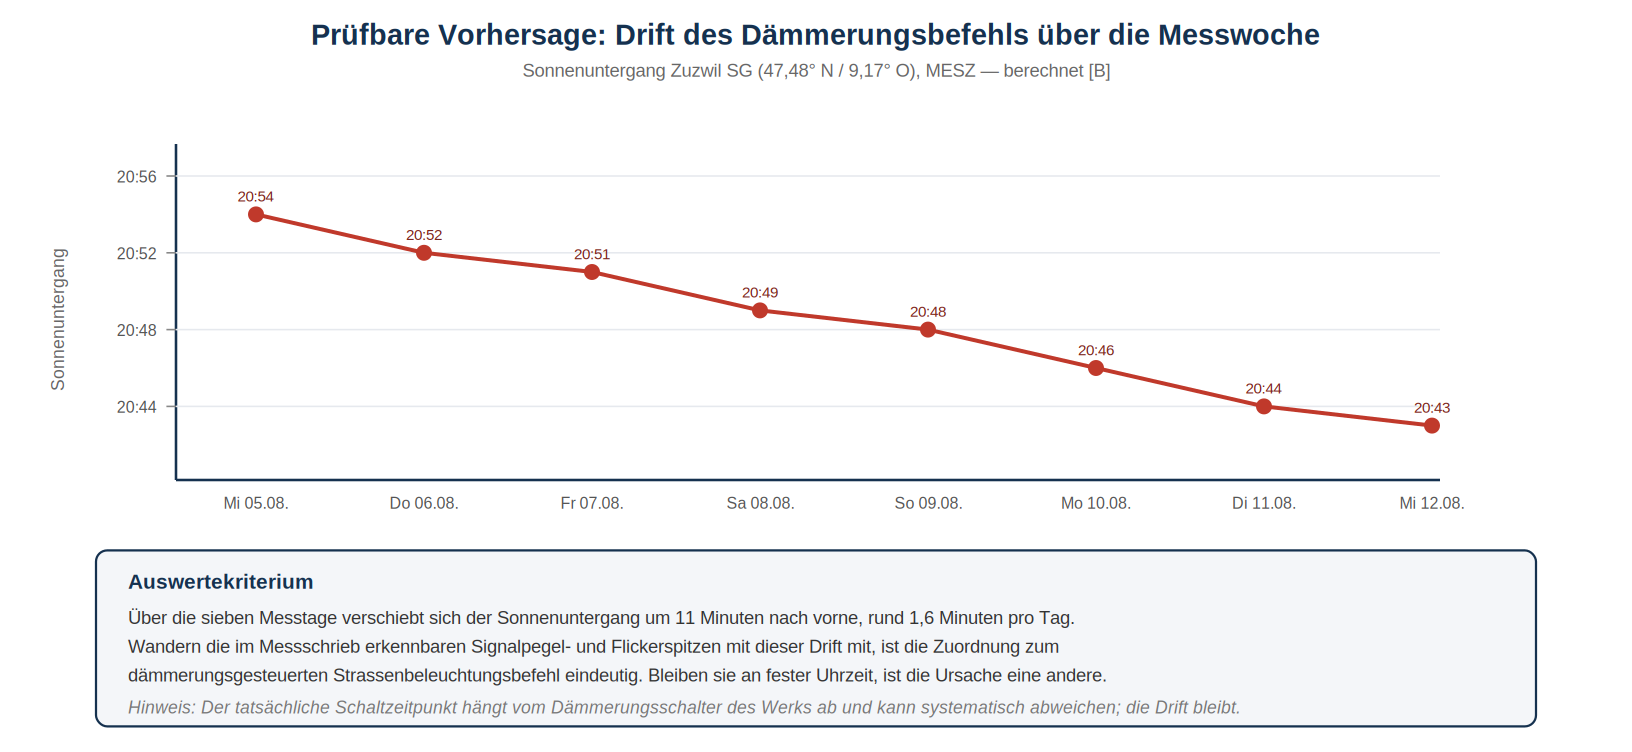 Prüfbare Vorhersage: Drift des Dämmerungsbefehls über die Messwoche
Sonnenuntergang Zuzwil SG (47,48° N / 9,17° O), MESZ — berechnet [B]
Sonnenuntergang
20:56
20:52
20:48
20:44
20:54
20:52
20:51
20:49
20:48
20:46
20:44
20:43
Mi 05.08.
Do 06.08.
Fr 07.08.
Sa 08.08.
So 09.08.
Mo 10.08.
Di 11.08.
Mi 12.08.
Auswertekriterium
Über die sieben Messtage verschiebt sich der Sonnenuntergang um 11 Minuten nach vorne, rund 1,6 Minuten pro Tag.
Wandern die im Messschrieb erkennbaren Signalpegel- und Flickerspitzen mit dieser Drift mit, ist die Zuordnung zum
dämmerungsgesteuerten Strassenbeleuchtungsbefehl eindeutig. Bleiben sie an fester Uhrzeit, ist die Ursache eine andere.
Hinweis: Der tatsächliche Schaltzeitpunkt hängt vom Dämmerungsschalter des Werks ab und kann systematisch abweichen; die Drift bleibt.